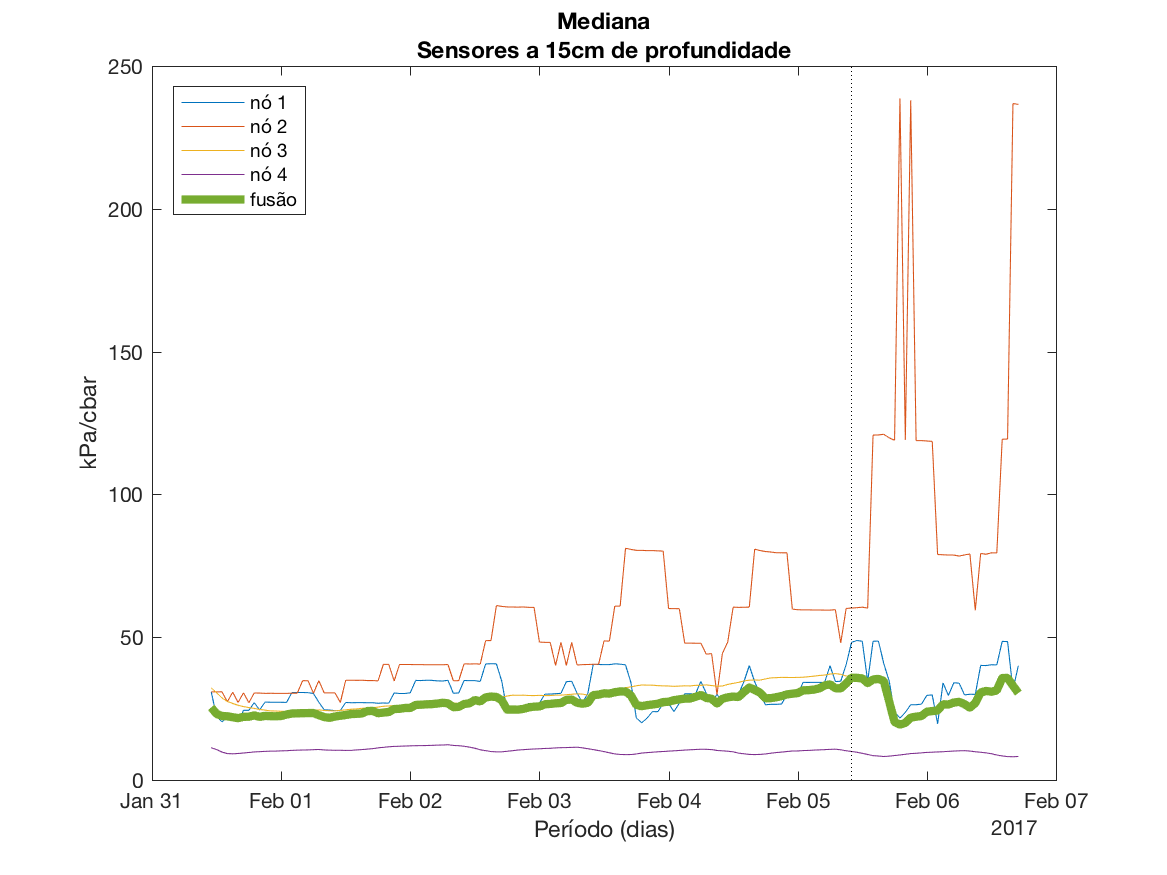 Mediana
Sensores a 15cm de profundidade
250
200
150
100
50
0
kPa/cbar
nó 1
nó 2
nó 3
nó 4
fusão
Jan 31
Feb 01
Feb 02
Feb 03
Feb 04
Feb 05
Feb 06
Feb 07
Período (dias)
2017